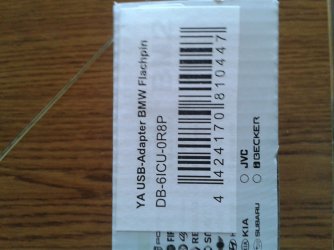 YA USB-Adapter BMW Flachpin
DB-6ICU-0R8P
4 424170 810447
JVC
BECKER
KIA
SUBARU